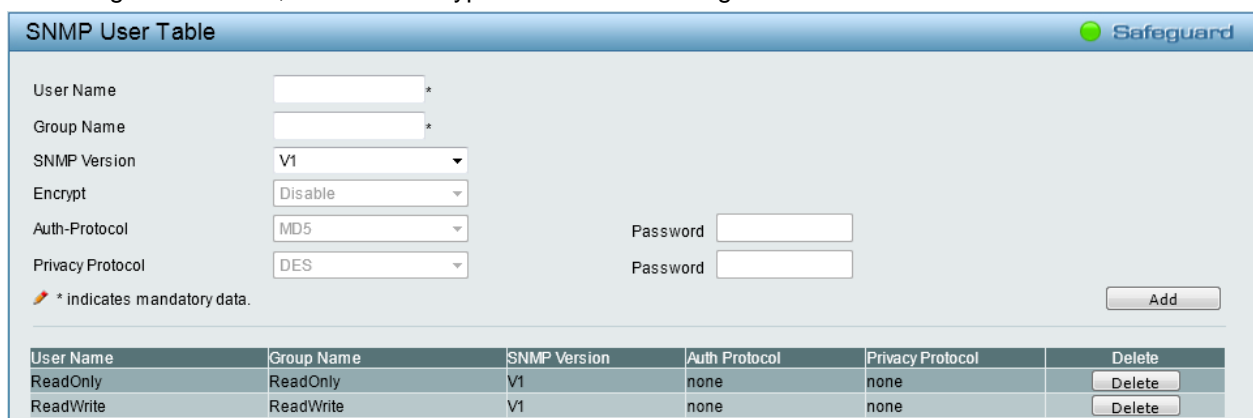 SNMP User Table Safeguard
User Name *
Group Name *
SNMP Version V1
Encrypt Disable
Auth-Protocol MD5 Password
Privacy Protocol DES Password
* indicates mandatory data. Add
User Name Group Name SNMP Version Auth Protocol Privacy Protocol Delete
ReadOnly ReadOnly V1 none none Delete
ReadWrite ReadWrite V1 none none Delete